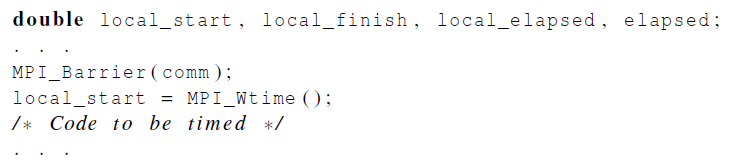 double local_start, local_finish, local_elapsed, elapsed;
. . .
MPI_Barrier(comm);
local_start = MPI_Wtime();
/* Code to be timed */
. . .